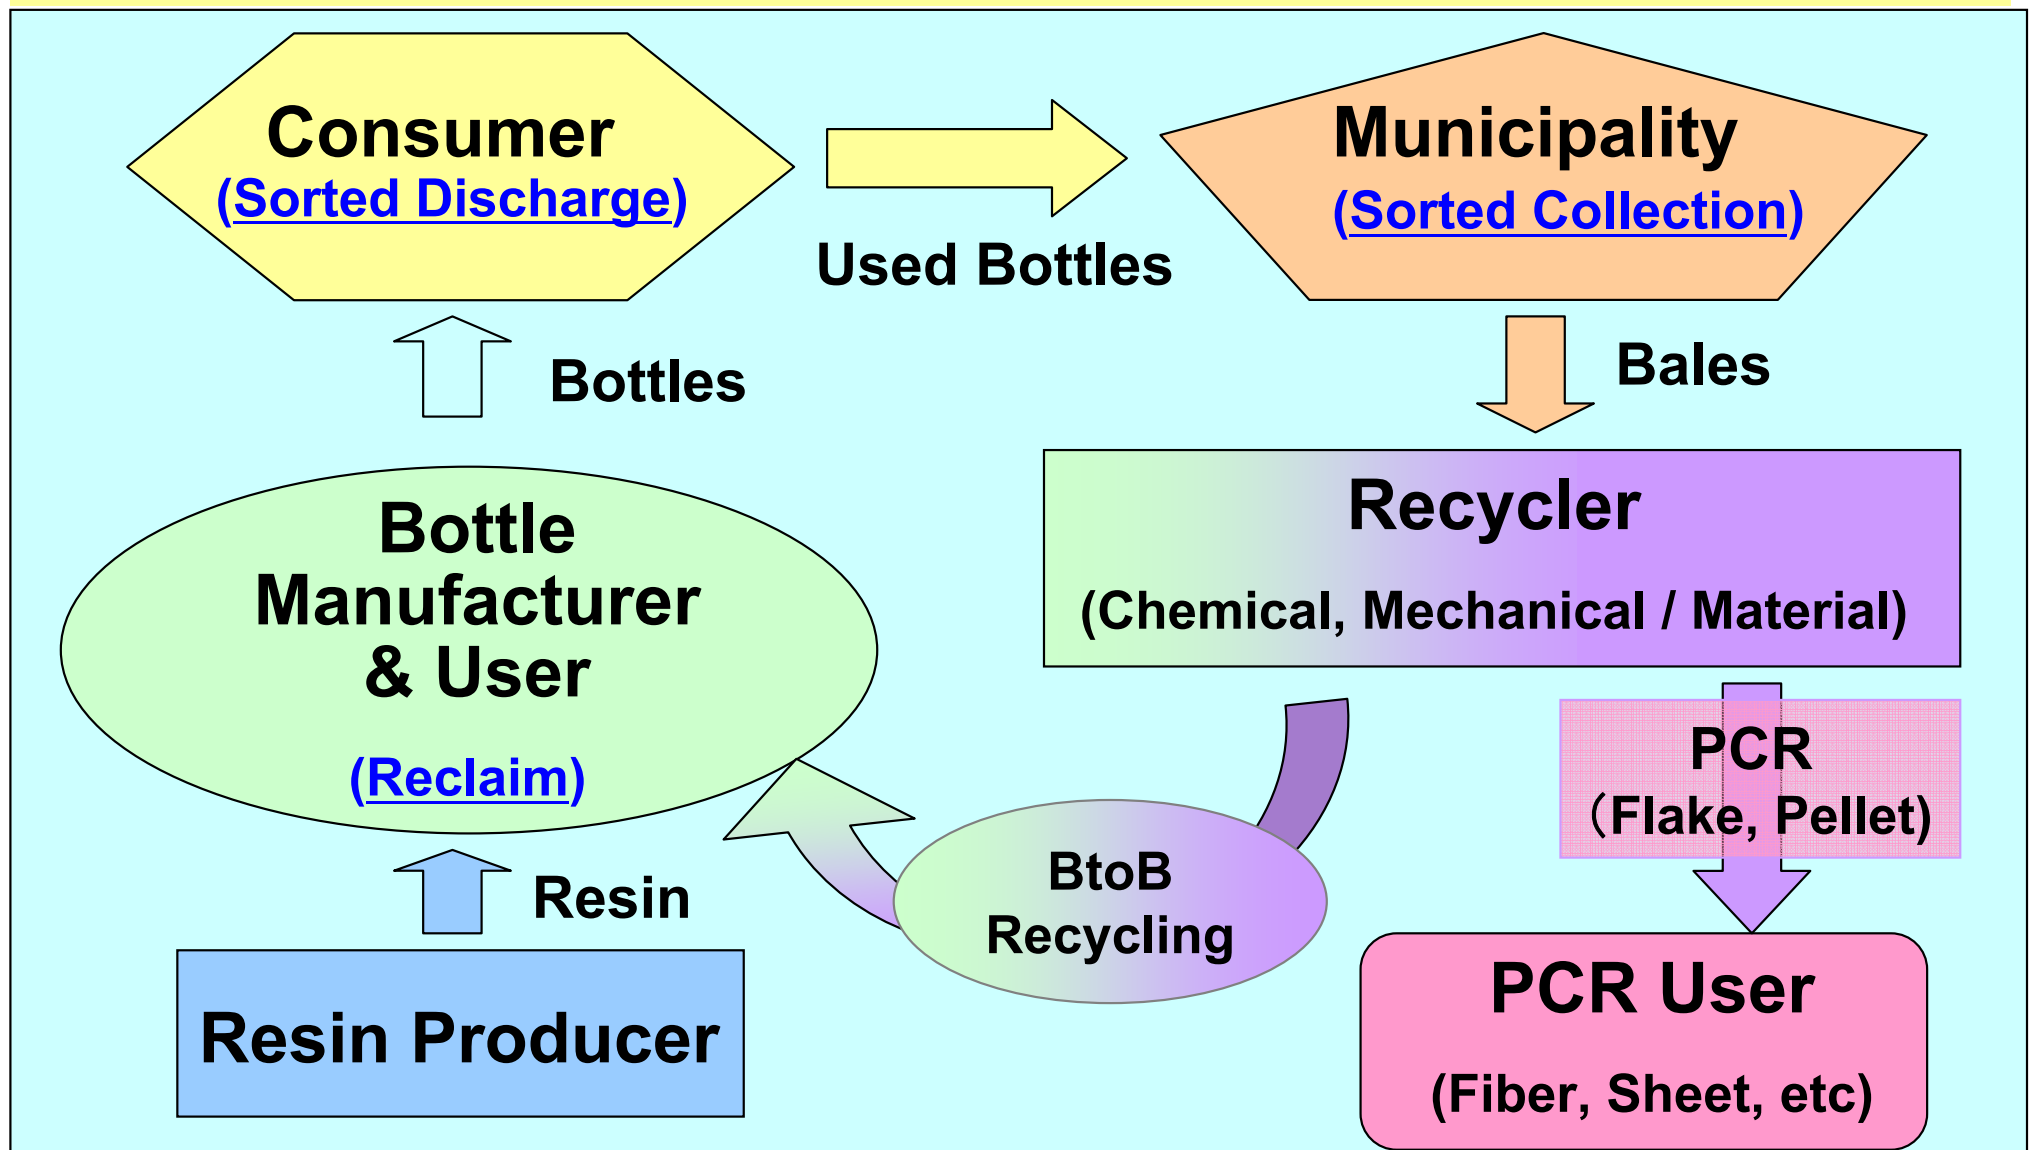 Consumer
(Sorted Discharge)
Municipality
(Sorted Collection)
Used Bottles
Bottles
Bales
Bottle
Manufacturer
& User
(Reclaim)
Recycler
(Chemical, Mechanical / Material)
PCR
（Flake, Pellet)
BtoB
Recycling
Resin
Resin Producer
PCR User
(Fiber, Sheet, etc)